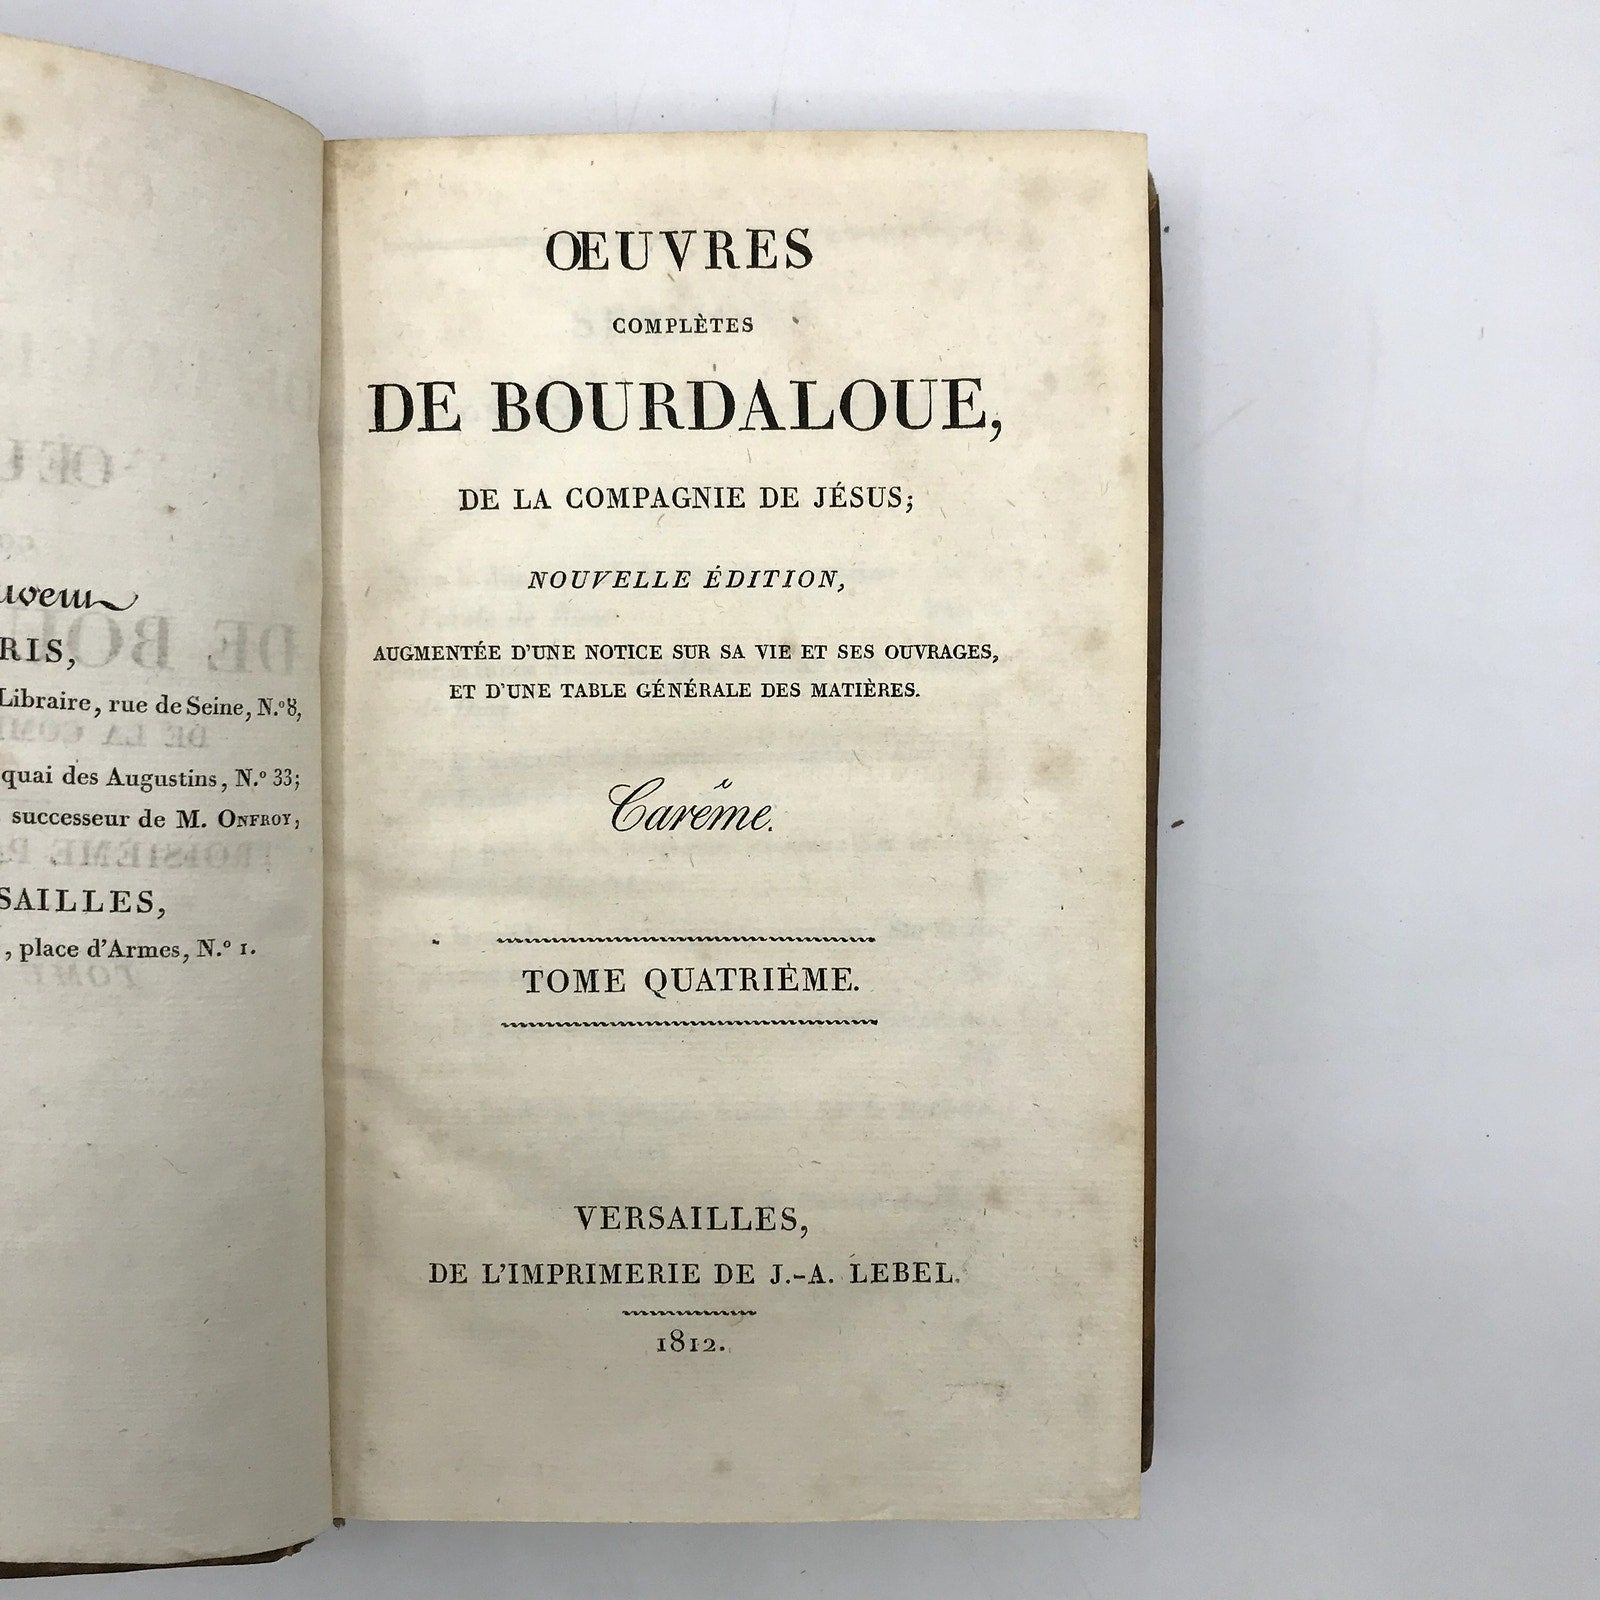 RIS,
Libraire, rue de Seine, N.º 8,
quai des Augustins, N.º 33;
successeur de M. ONFROY,
SAILLES,
, place d'Armes, N.º 1.
ŒUVRES
COMPLÈTES
DE BOURDALOUE,
DE LA COMPAGNIE DE JÉSUS;
NOUVELLE ÉDITION,
AUGMENTÉE D'UNE NOTICE SUR SA VIE ET SES OUVRAGES,
ET D'UNE TABLE GÉNÉRALE DES MATIÈRES.
Carême.
TOME QUATRIÈME.
VERSAILLES,
DE L'IMPRIMERIE DE J.-A. LEBEL.
1812.